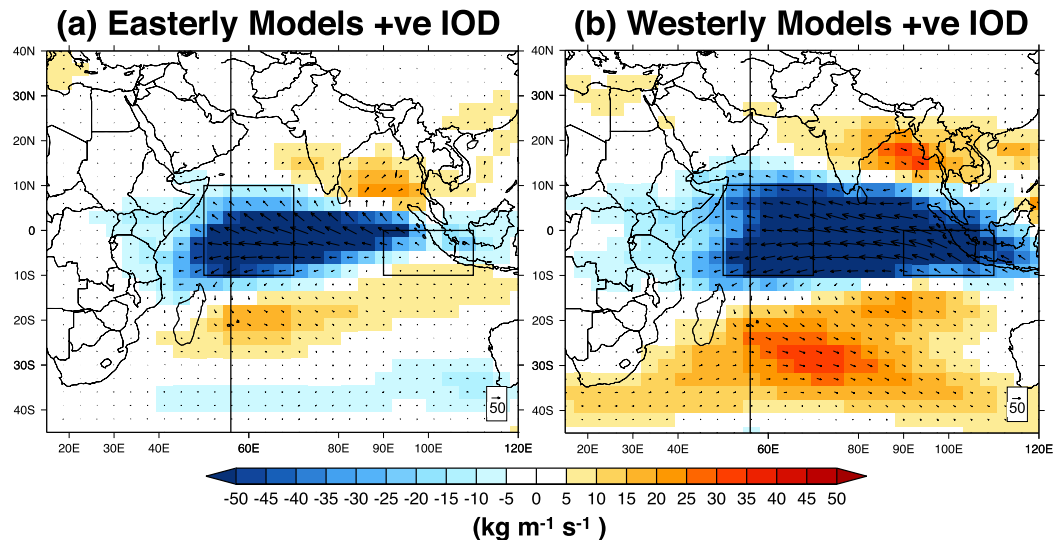 (a) Easterly Models +ve IOD
(b) Westerly Models +ve IOD
40N
30N
20N
10N
0
10S
20S
30S
40S
20E 30E 40E 60E 80E 100E 120E
50
40N
30N
20N
10N
0
10S
20S
30S
40S
20E 30E 40E 60E 80E 100E 120E
50
-50 -45 -40 -35 -30 -25 -20 -15 -10 -5 0 5 10 15 20 25 30 35 40 45 50
(kg m⁻¹ s⁻¹ )